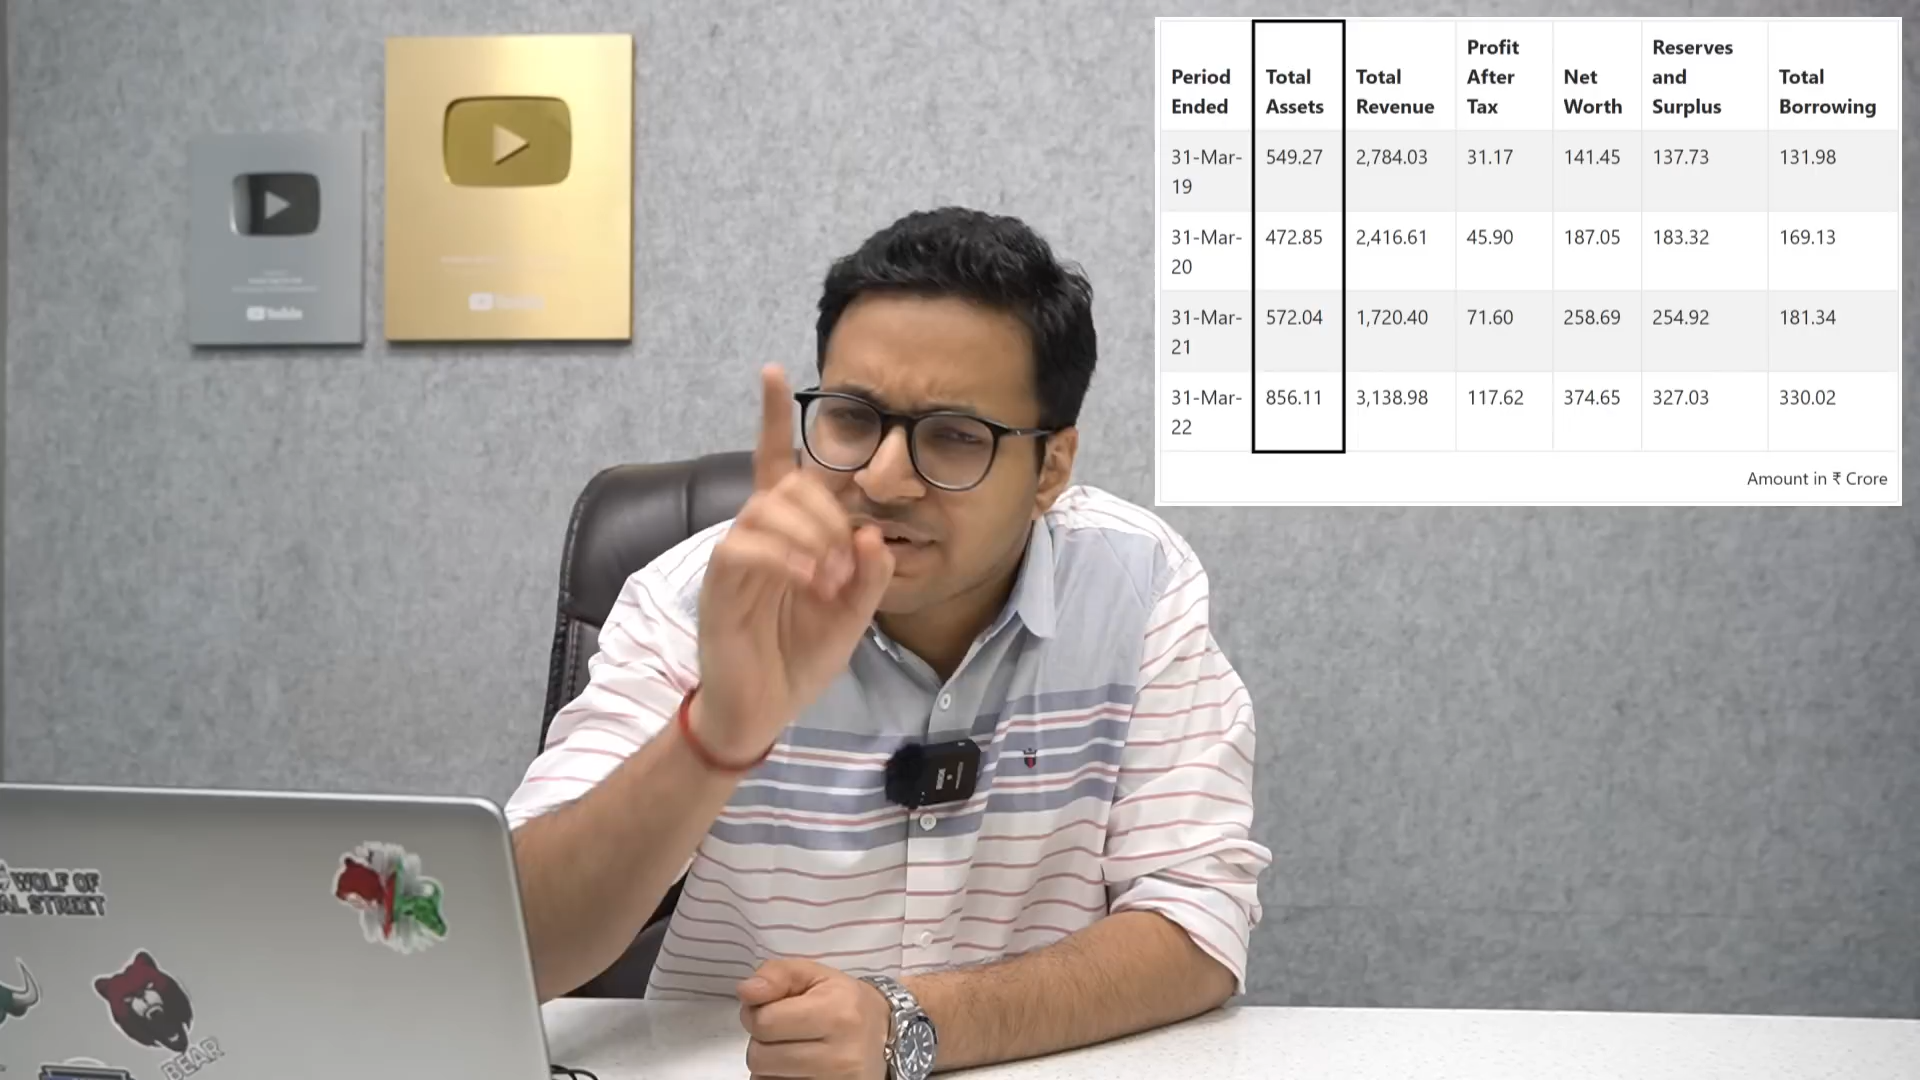 Period Ended
Total Assets
Total Revenue
Profit After Tax
Net Worth
Reserves and Surplus
Total Borrowing
31-Mar-19 549.27 2,784.03 31.17 141.45 137.73 131.98
31-Mar-20 472.85 2,416.61 45.90 187.05 183.32 169.13
31-Mar-21 572.04 1,720.40 71.60 258.69 254.92 181.34
31-Mar-22 856.11 3,138.98 117.62 374.65 327.03 330.02
Amount in ₹ Crore
YouTube
WOLF OF
AL STREET
BEAR